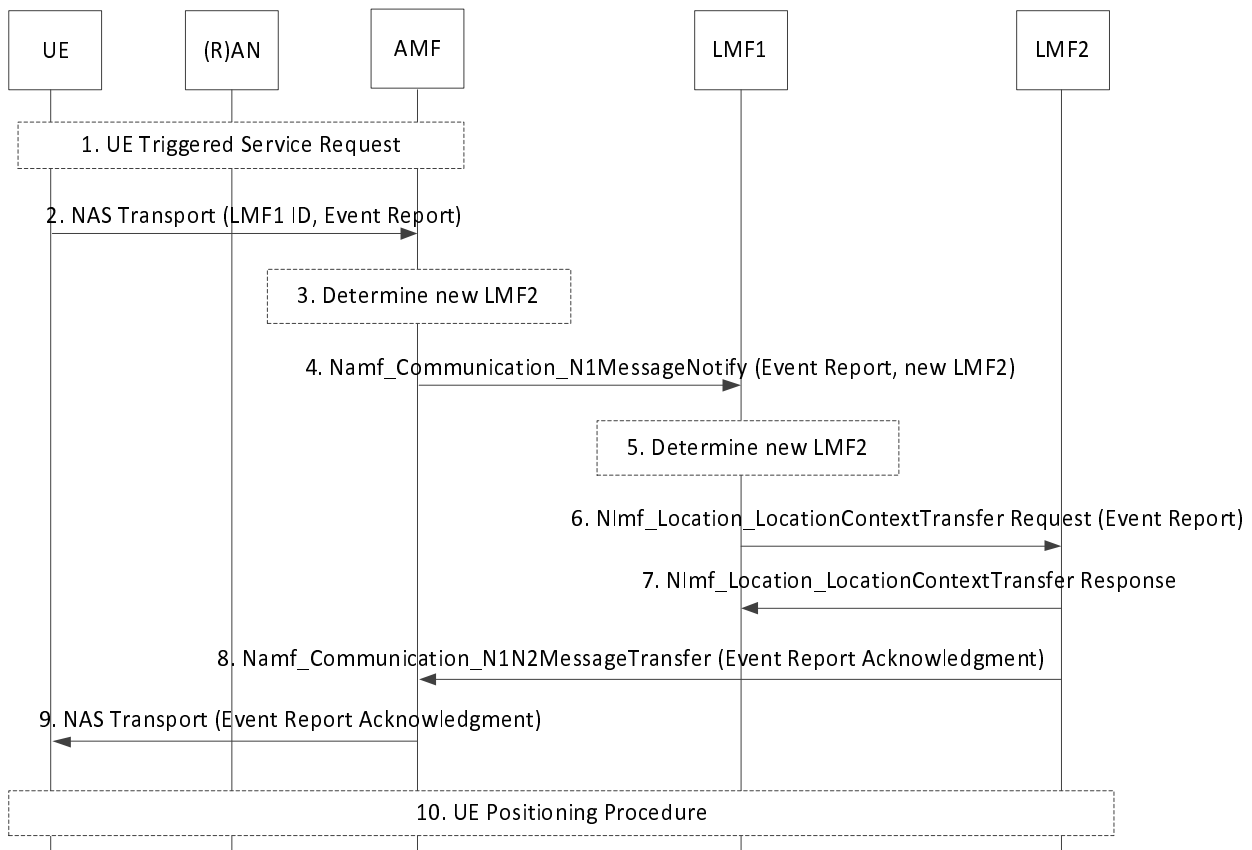 UE
(R)AN
AMF
LMF1
LMF2
1. UE Triggered Service Request
2. NAS Transport (LMF1 ID, Event Report)
3. Determine new LMF2
4. Namf_Communication_N1MessageNotify (Event Report, new LMF2)
5. Determine new LMF2
6. Nlmf_Location_LocationContextTransfer Request (Event Report)
7. Nlmf_Location_LocationContextTransfer Response
8. Namf_Communication_N1N2MessageTransfer (Event Report Acknowledgment)
9. NAS Transport (Event Report Acknowledgment)
10. UE Positioning Procedure